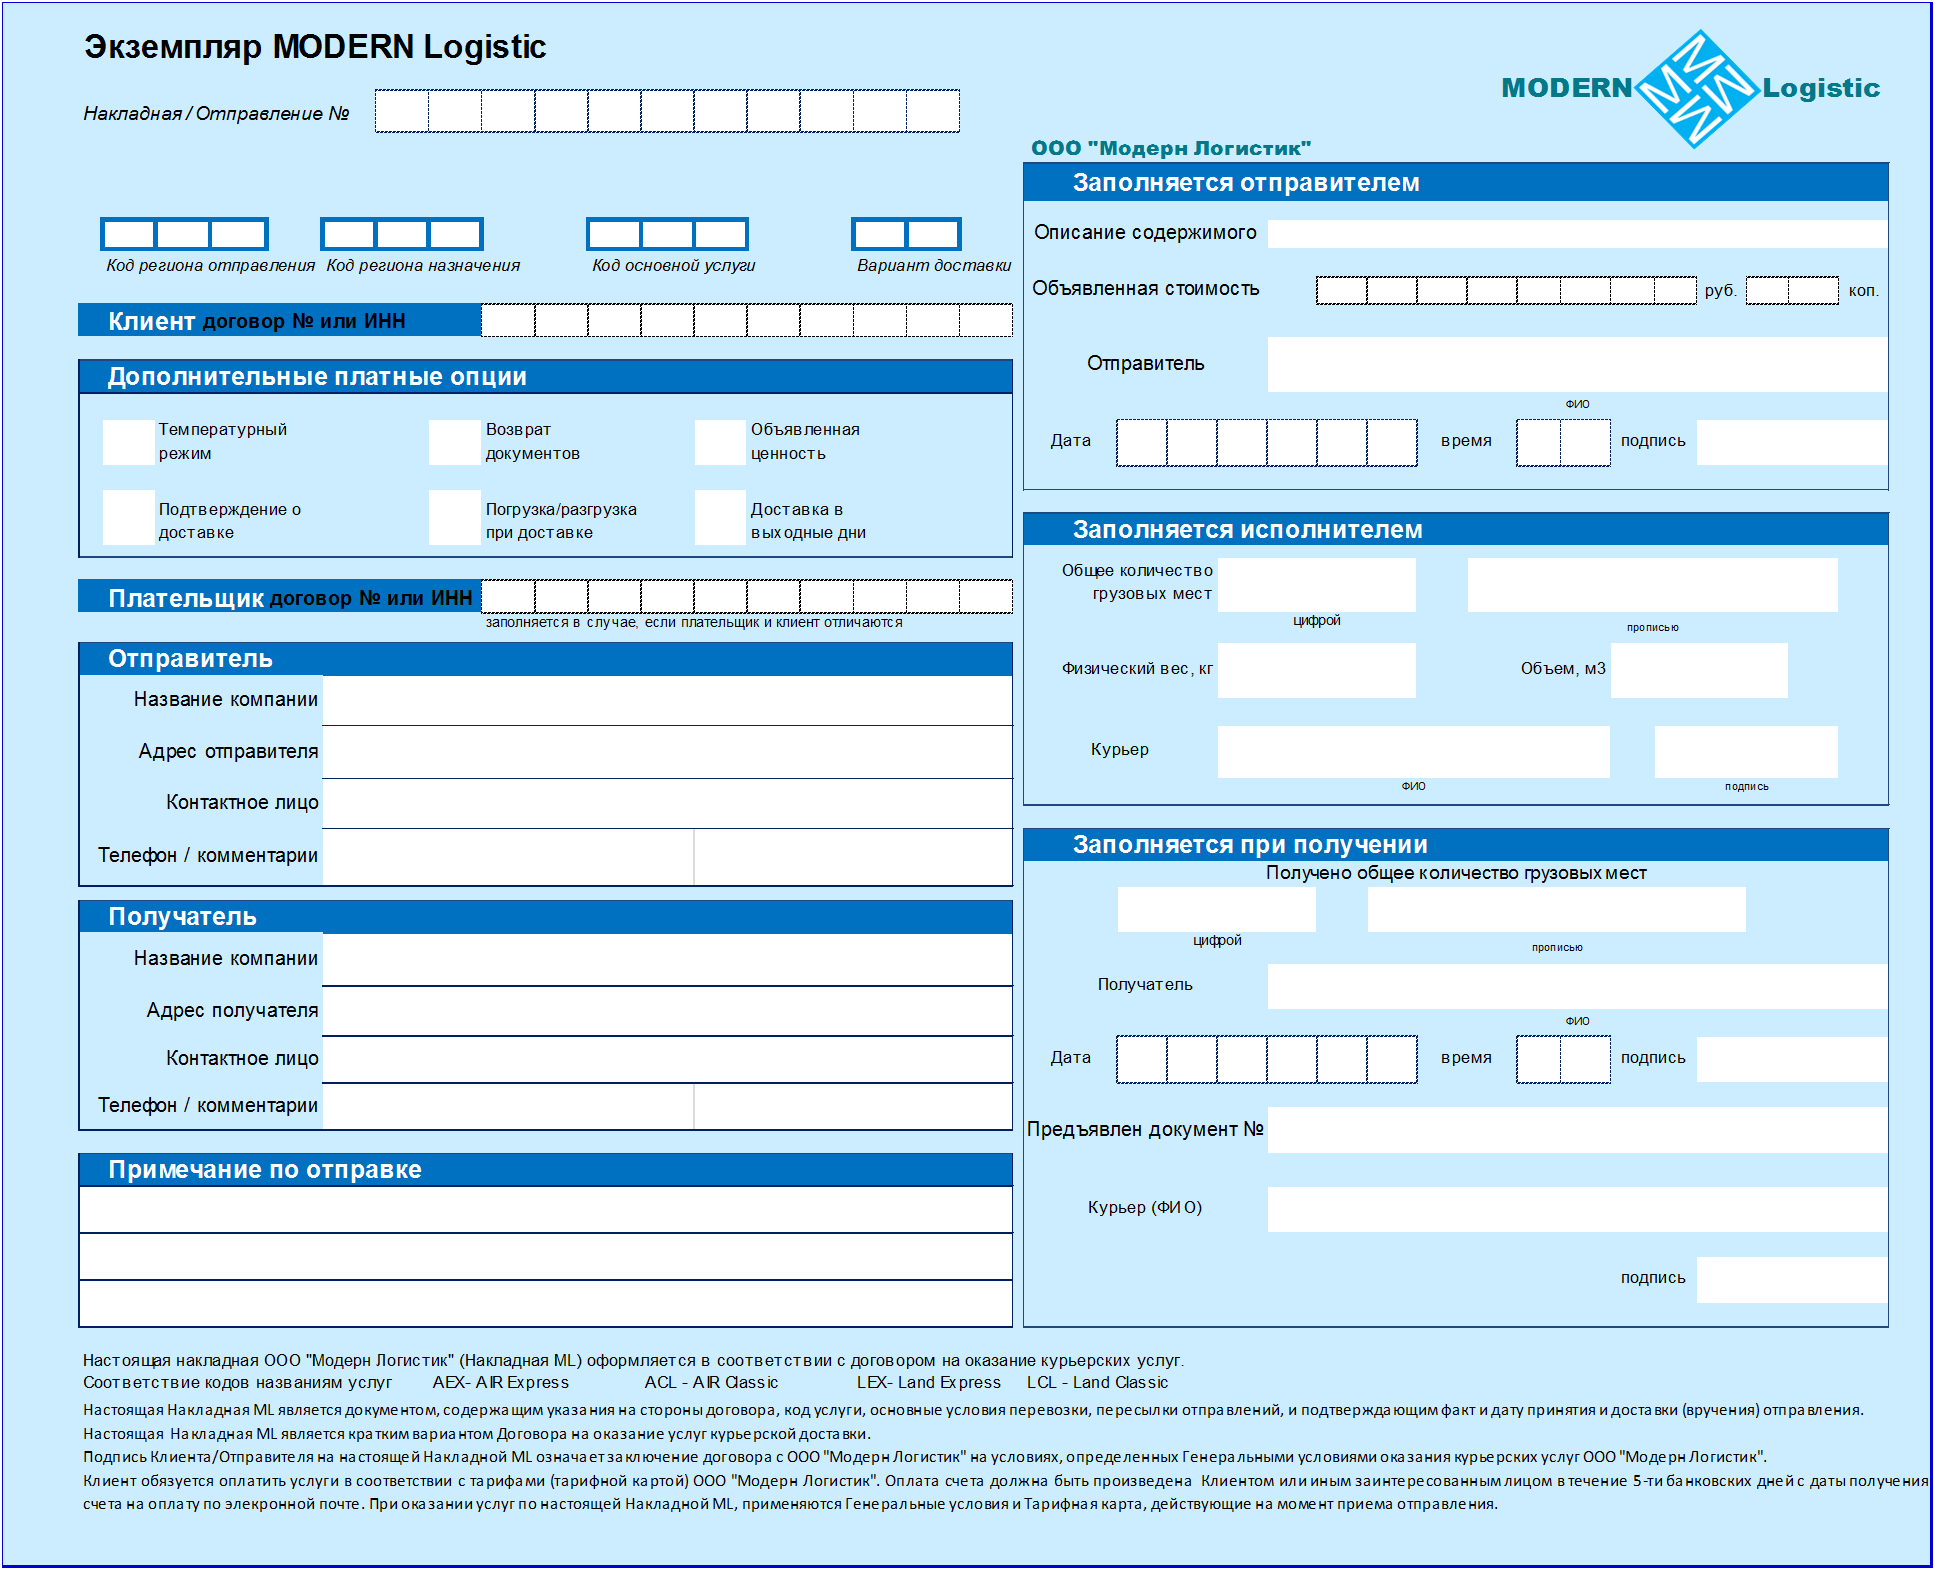 Экземпляр MODERN Logistic
MODERN Logistic
Накладная / Отправление №
ООО "Модерн Логистик"
Код региона отправления Код региона назначения Код основной услуги Вариант доставки
Клиент договор № или ИНН
Дополнительные платные опции
Температурный режим
Возврат документов
Объявленная ценность
Подтверждение о доставке
Погрузка/разгрузка при доставке
Доставка в выходные дни
Плательщик договор № или ИНН
заполняется в случае, если плательщик и клиент отличаются
Отправитель
Название компании
Адрес отправителя
Контактное лицо
Телефон / комментарии
Получатель
Название компании
Адрес получателя
Контактное лицо
Телефон / комментарии
Примечание по отправке
Заполняется отправителем
Описание содержимого
Объявленная стоимость руб. коп.
Отправитель
ФИО
Дата время подпись
Заполняется исполнителем
Общее количество грузовых мест
цифрой прописью
Физический вес, кг Объем, м3
Курьер
ФИО подпись
Заполняется при получении
Получено общее количество грузовых мест
цифрой прописью
Получатель
ФИО
Дата время подпись
Предъявлен документ №
Курьер (ФИО)
подпись
Настоящая накладная ООО "Модерн Логистик" (Накладная ML) оформляется в соответствии с договором на оказание курьерских услуг.
Соответствие кодов названиям услуг AEX- AIR Express ACL - AIR Classic LEX- Land Express LCL - Land Classic
Настоящая Накладная ML является документом, содержащим указания на стороны договора, код услуги, основные условия перевозки, пересылки отправлений, и подтверждающим факт и дату принятия и доставки (вручения) отправления.
Настоящая Накладная ML является кратким вариантом Договора на оказание услуг курьерской доставки.
Подпись Клиента/Отправителя на настоящей Накладной ML означает заключение договора с ООО "Модерн Логистик" на условиях, определенных Генеральными условиями оказания курьерских услуг ООО "Модерн Логистик".
Клиент обязуется оплатить услуги в соответствии с тарифами (тарифной картой) ООО "Модерн Логистик". Оплата счета должна быть произведена Клиентом или иным заинтересованным лицом в течение 5-ти банковских дней с даты получения
счета на оплату по элекронной почте. При оказании услуг по настоящей Накладной ML, применяются Генеральные условия и Тарифная карта, действующие на момент приема отправления.